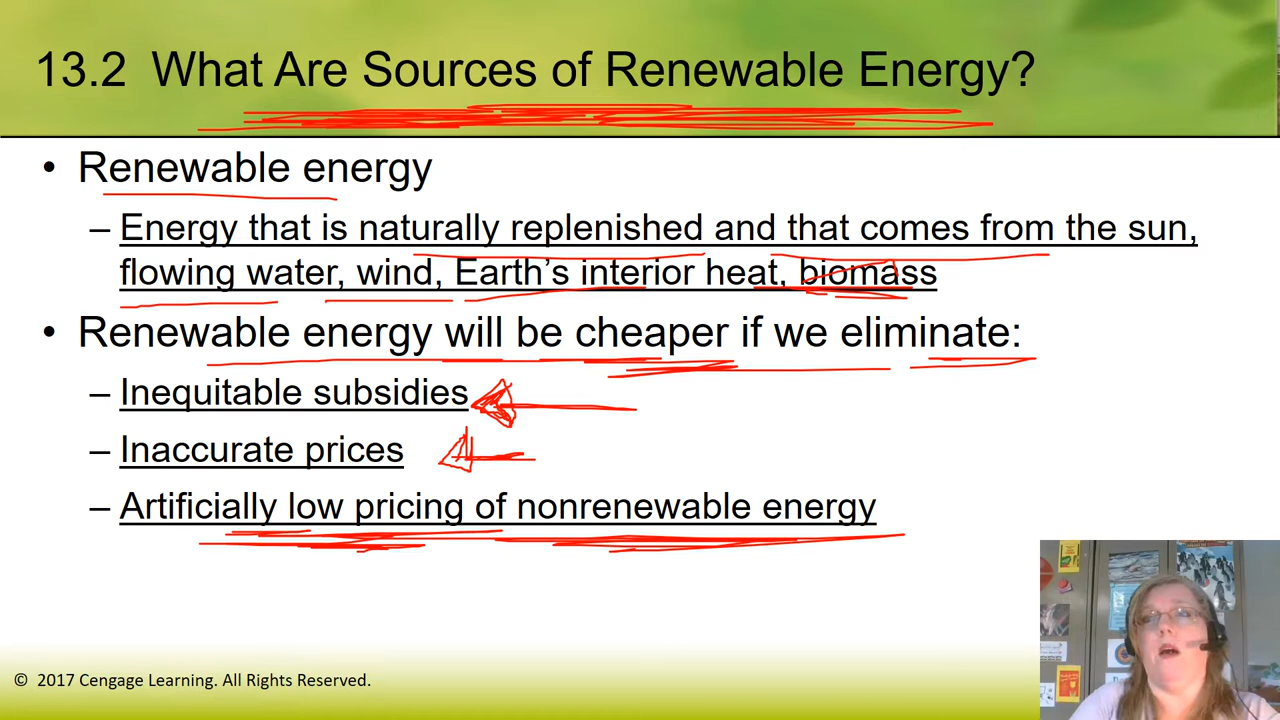 13.2 What Are Sources of Renewable Energy?
• Renewable energy
– Energy that is naturally replenished and that comes from the sun,
flowing water, wind, Earth’s interior heat, biomass
• Renewable energy will be cheaper if we eliminate:
– Inequitable subsidies
– Inaccurate prices
– Artificially low pricing of nonrenewable energy
© 2017 Cengage Learning. All Rights Reserved.